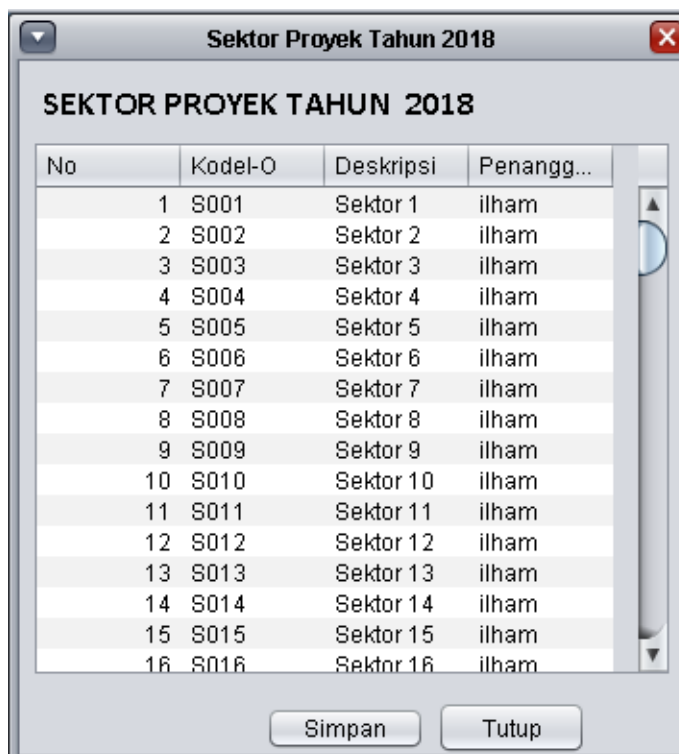 Sektor Proyek Tahun 2018
SEKTOR PROYEK TAHUN 2018
No Kodel-O Deskripsi Penangg...
1 S001 Sektor 1 ilham
2 S002 Sektor 2 ilham
3 S003 Sektor 3 ilham
4 S004 Sektor 4 ilham
5 S005 Sektor 5 ilham
6 S006 Sektor 6 ilham
7 S007 Sektor 7 ilham
8 S008 Sektor 8 ilham
9 S009 Sektor 9 ilham
10 S010 Sektor 10 ilham
11 S011 Sektor 11 ilham
12 S012 Sektor 12 ilham
13 S013 Sektor 13 ilham
14 S014 Sektor 14 ilham
15 S015 Sektor 15 ilham
16 S016 Sektor 16 ilham
Simpan Tutup